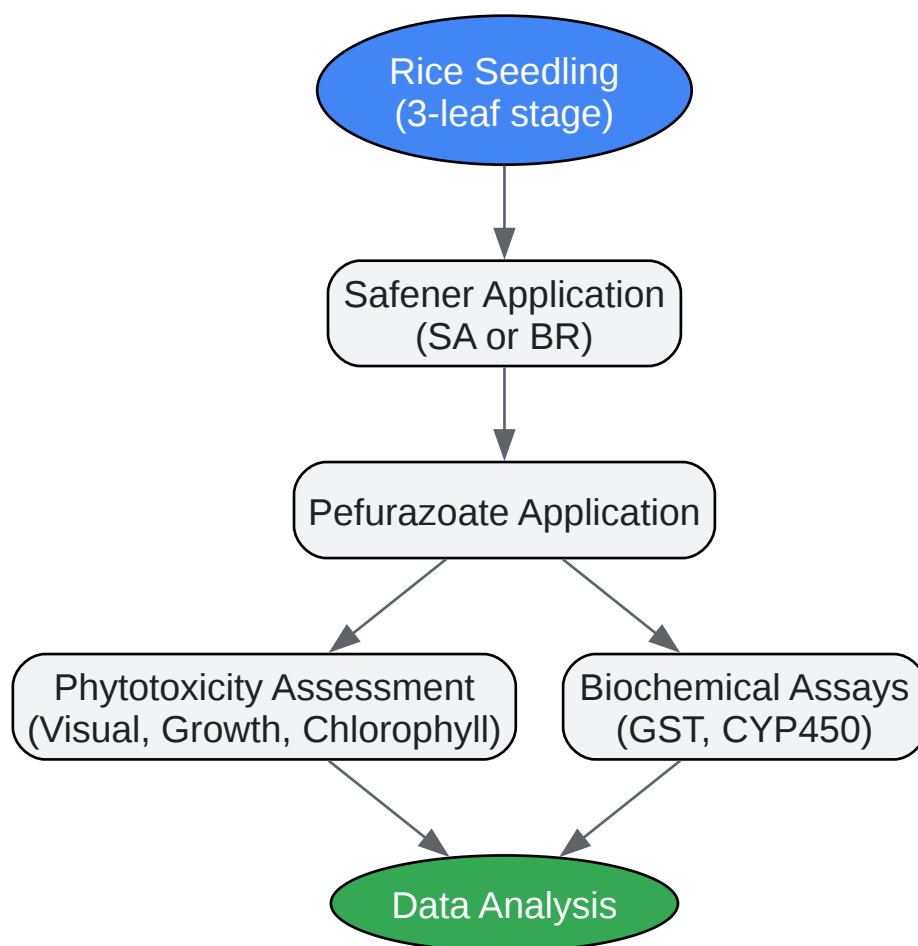 Rice Seedling
(3-leaf stage)
Safener Application
(SA or BR)
Pefurazoate Application
Phytotoxicity Assessment
(Visual, Growth, Chlorophyll)
Biochemical Assays
(GST, CYP450)
Data Analysis